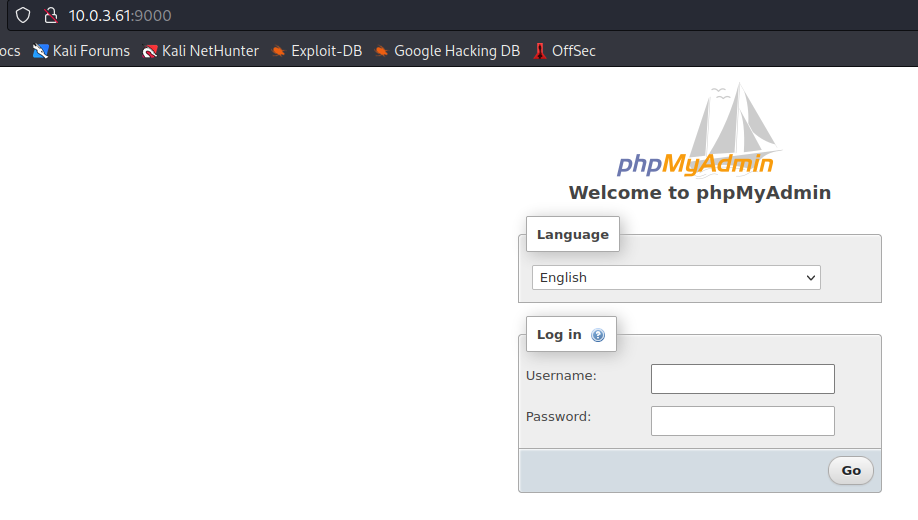 10.0.3.61:9000
ocs Kali Forums Kali NetHunter Exploit-DB Google Hacking DB OffSec
phpMyAdmin
Welcome to phpMyAdmin
Language
English
Log in
Username:
Password:
Go